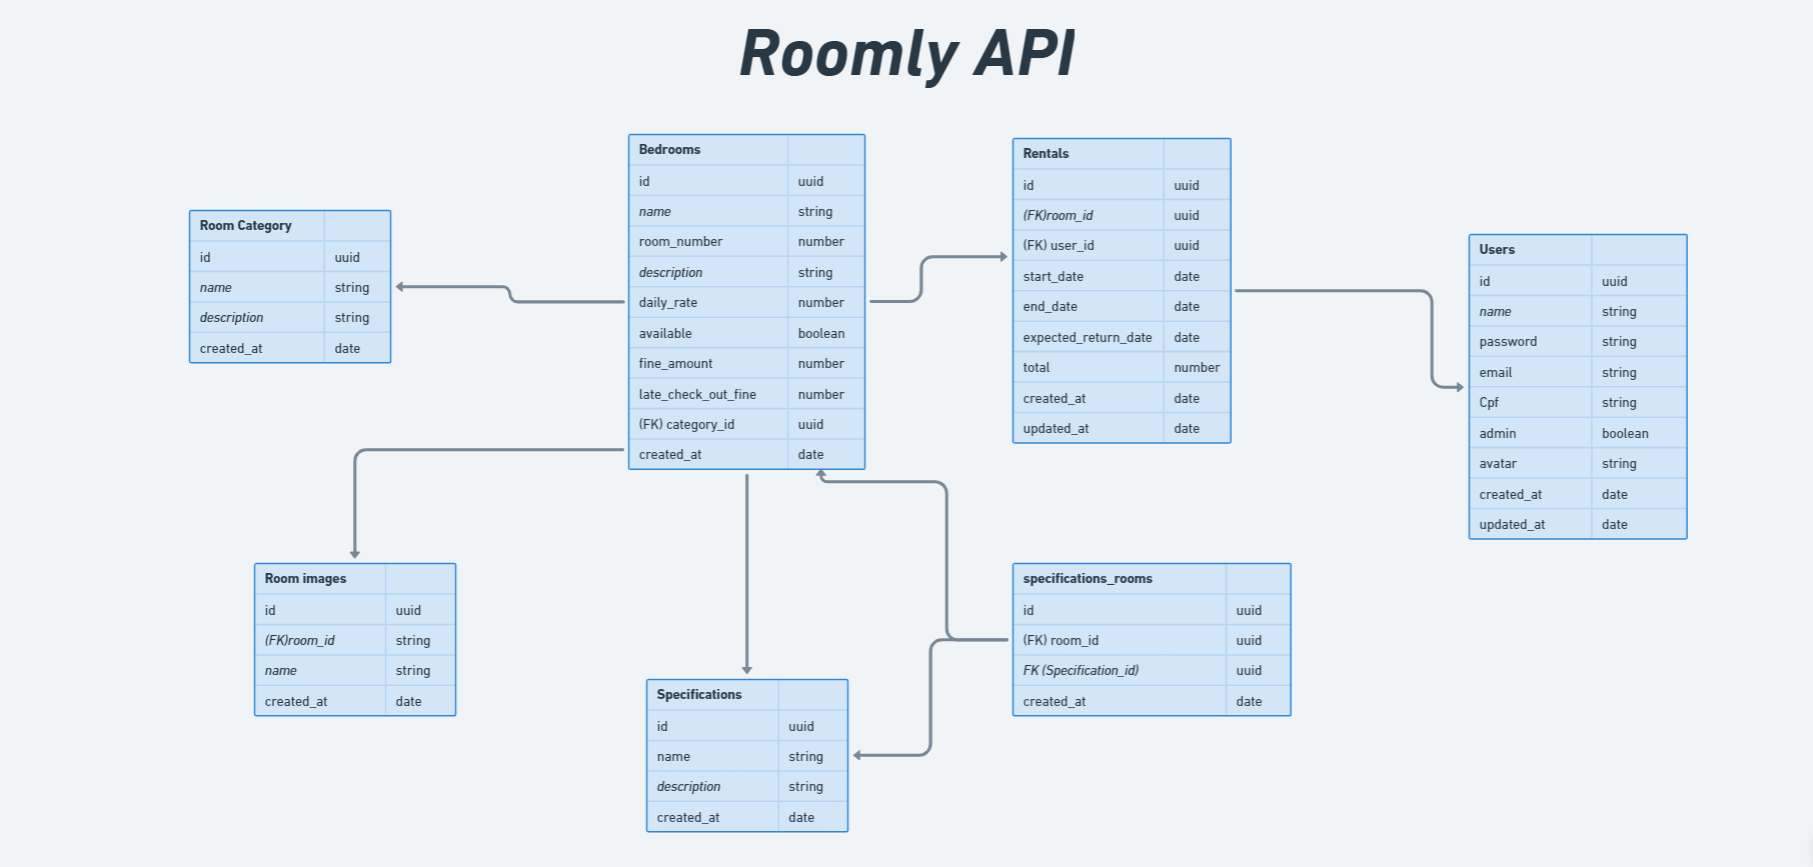 Roomly API
Room Category
id uuid
name string
description string
created_at date
Bedrooms
id uuid
name string
room_number number
description string
daily_rate number
available boolean
fine_amount number
late_check_out_fine number
(FK) category_id uuid
created_at date
Rentals
id uuid
(FK)room_id uuid
(FK) user_id uuid
start_date date
end_date date
expected_return_date date
total number
created_at date
updated_at date
Users
id uuid
name string
password string
email string
Cpf string
admin boolean
avatar string
created_at date
updated_at date
Room images
id uuid
(FK)room_id string
name string
created_at date
Specifications
id uuid
name string
description string
created_at date
specifications_rooms
id uuid
(FK) room_id uuid
FK (Specification_id) uuid
created_at date